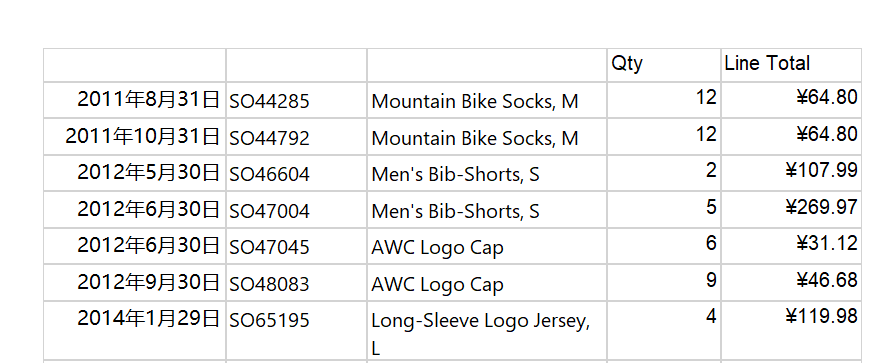 Qty Line Total
2011年8月31日 SO44285 Mountain Bike Socks, M 12 ¥64.80
2011年10月31日 SO44792 Mountain Bike Socks, M 12 ¥64.80
2012年5月30日 SO46604 Men's Bib-Shorts, S 2 ¥107.99
2012年6月30日 SO47004 Men's Bib-Shorts, S 5 ¥269.97
2012年6月30日 SO47045 AWC Logo Cap 6 ¥31.12
2012年9月30日 SO48083 AWC Logo Cap 9 ¥46.68
2014年1月29日 SO65195 Long-Sleeve Logo Jersey, 4 ¥119.98
L